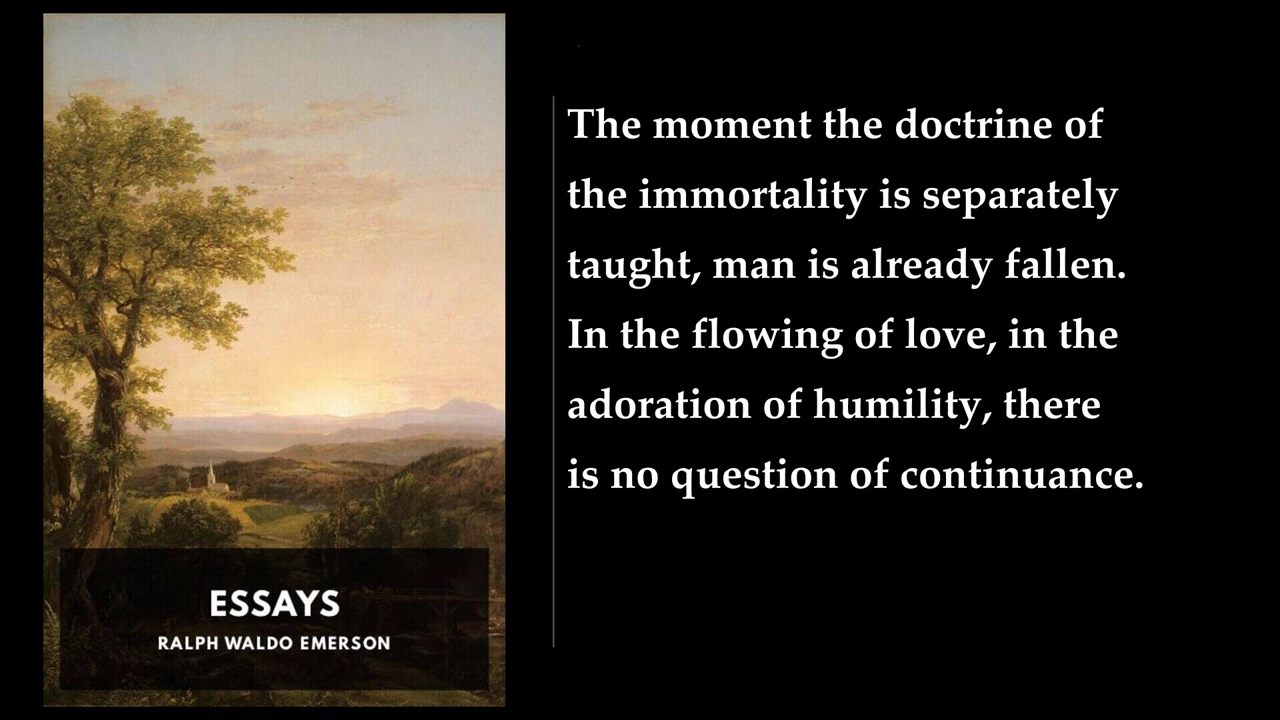 The moment the doctrine of
the immortality is separately
taught, man is already fallen.
In the flowing of love, in the
adoration of humility, there
is no question of continuance.
ESSAYS
RALPH WALDO EMERSON